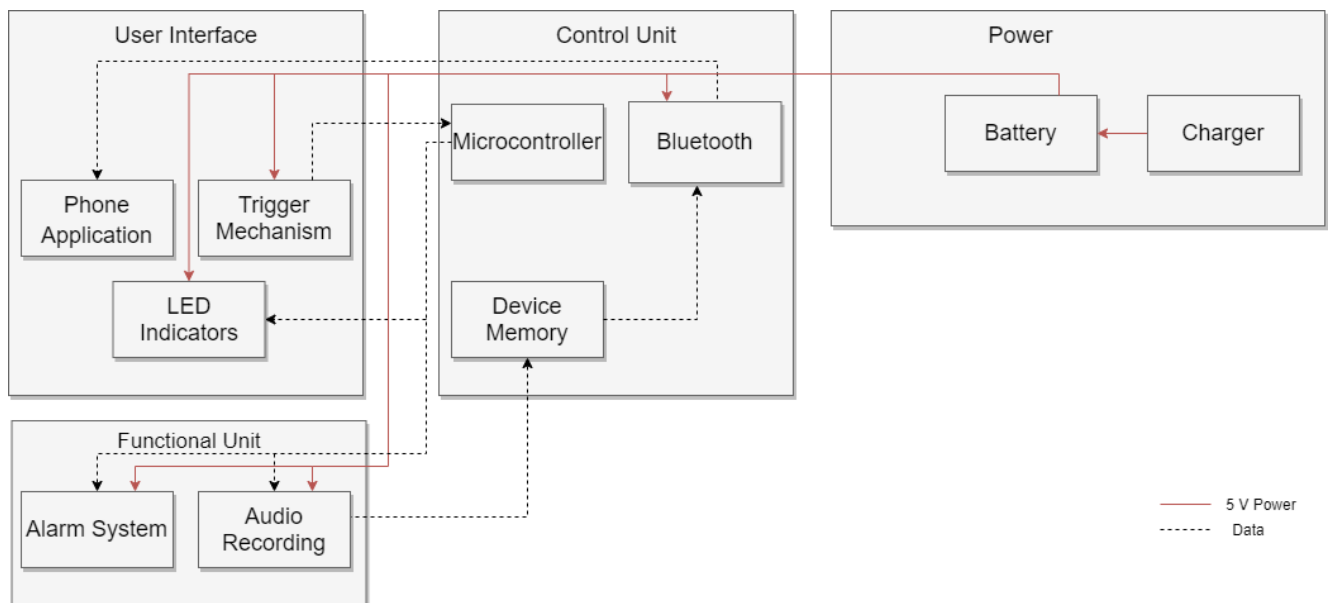 User Interface
Control Unit
Power
Microcontroller
Bluetooth
Battery
Charger
Phone
Application
Trigger
Mechanism
LED
Indicators
Device
Memory
Functional Unit
Alarm System
Audio
Recording
5 V Power
Data